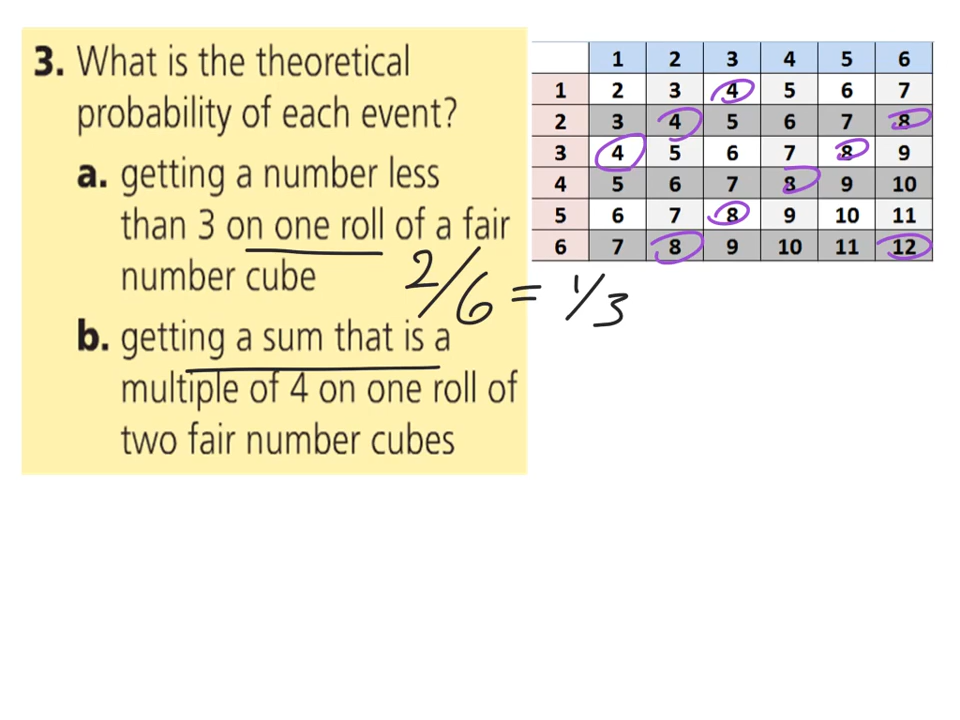 3. What is the theoretical
probability of each event?
a. getting a number less
than 3 on one roll of a fair
number cube
2/6 = 1/3
b. getting a sum that is a
multiple of 4 on one roll of
two fair number cubes
1 2 3 4 5 6
1 2 3 4 5 6 7
2 3 4 5 6 7 8
3 4 5 6 7 8 9
4 5 6 7 8 9 10
5 6 7 8 9 10 11
6 7 8 9 10 11 12